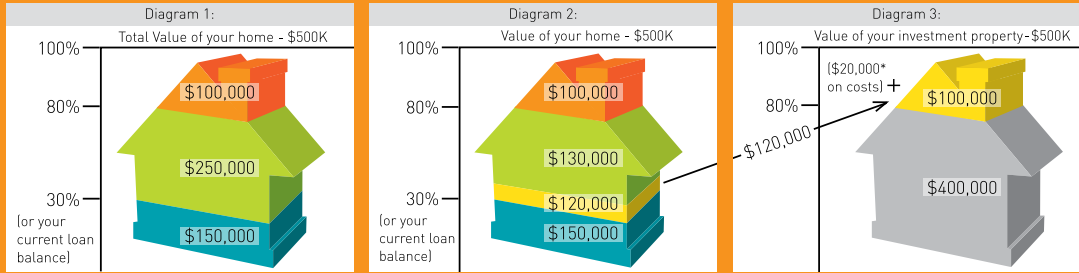 Diagram 1:
Total Value of your home - $500K
100%
80%
30%
(or your
current loan
balance)
$100,000
$250,000
$150,000
Diagram 2:
Value of your home - $500K
100%
80%
30%
(or your
current loan
balance)
$100,000
$130,000
$120,000
$150,000
$120,000
Diagram 3:
Value of your investment property-$500K
100%
80%
($20,000*
on costs) +
$100,000
$400,000